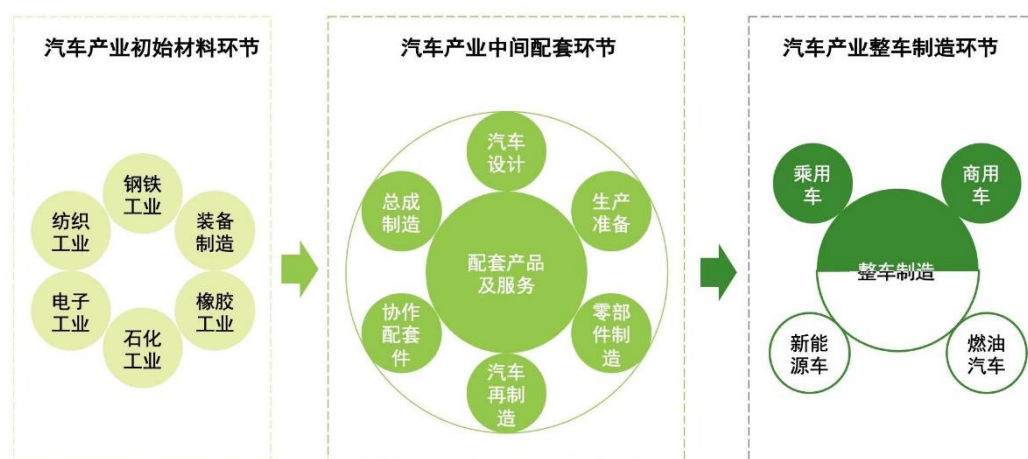 汽车产业初始材料环节
钢铁
工业
纺织
工业
装备
制造
电子
工业
橡胶
工业
石化
工业
汽车产业中间配套环节
汽车
设计
总成
制造
生产
准备
配套产品
及服务
协作
配套
件
零部
件制
造
汽车
再制
造
汽车产业整车制造环节
乘用
车
商用
车
整车制造
新能
源车
燃油
汽车